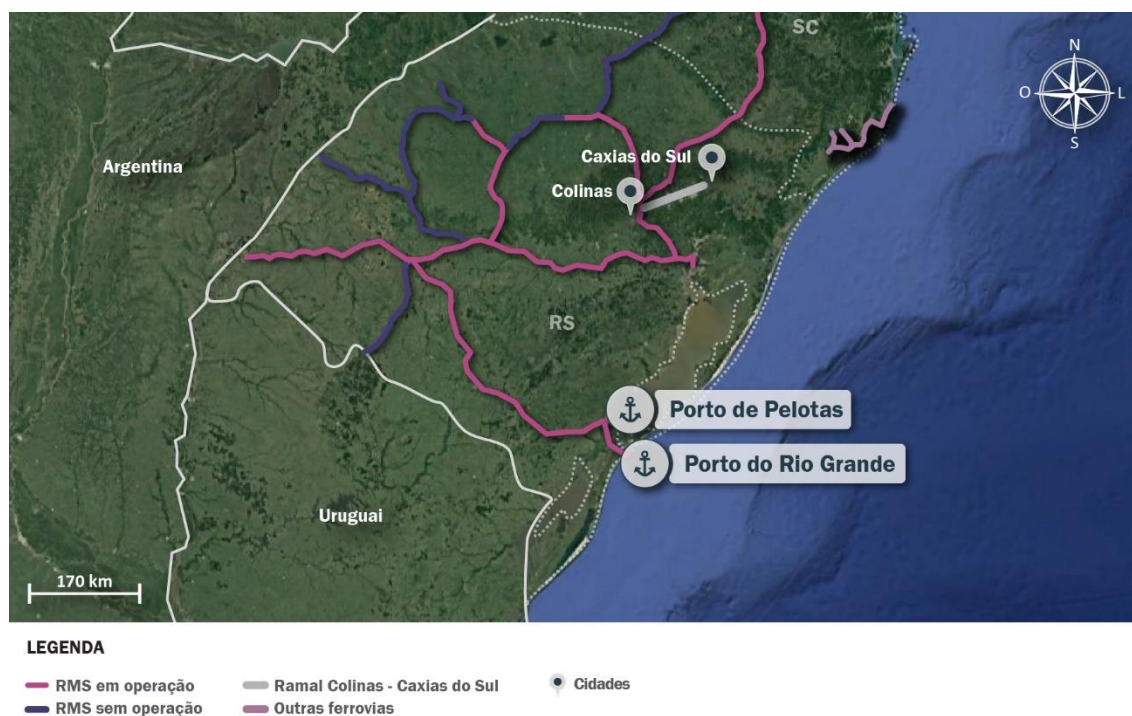 SC
N
O
L
S
Argentina
Caxias do Sul
Colinas
RS
Porto de Pelotas
Porto do Rio Grande
Uruguai
170 km
LEGENDA
RMS em operação
Ramal Colinas - Caxias do Sul
Cidades
RMS sem operação
Outras ferrovias